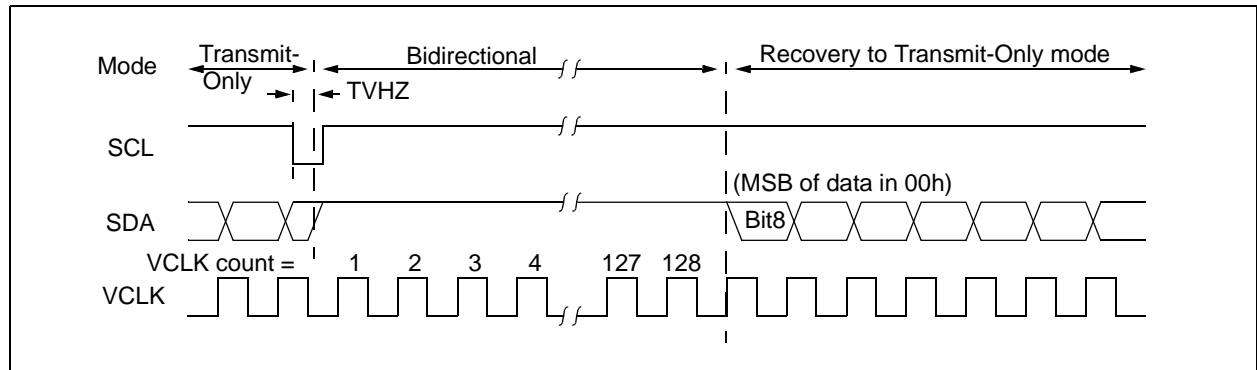 Mode
Transmit-
Only
Bidirectional
Recovery to Transmit-Only mode
TVHZ
SCL
(MSB of data in 00h)
SDA
Bit8
VCLK count = 1 2 3 4 127 128
VCLK